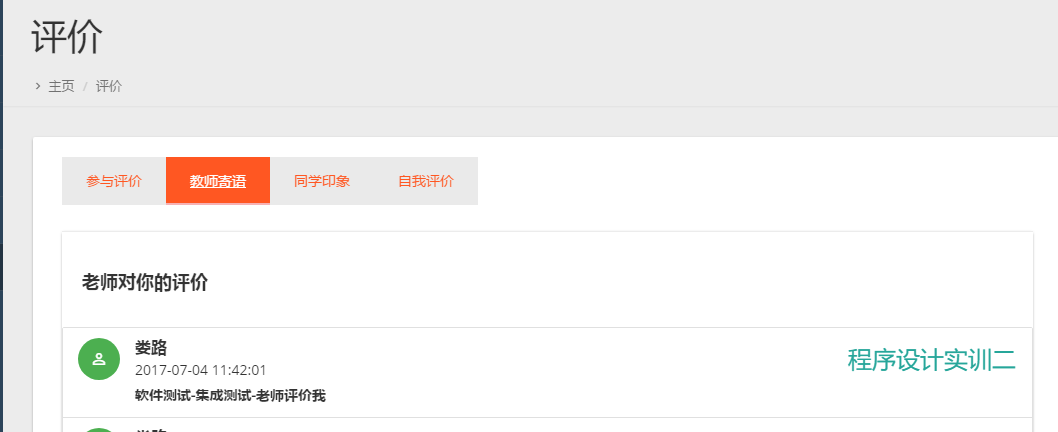 评价
› 主页 / 评价
参与评价 教师寄语 同学印象 自我评价
老师对你的评价
娄路
2017-07-04 11:42:01
程序设计实训二
软件测试-集成测试-老师评价我